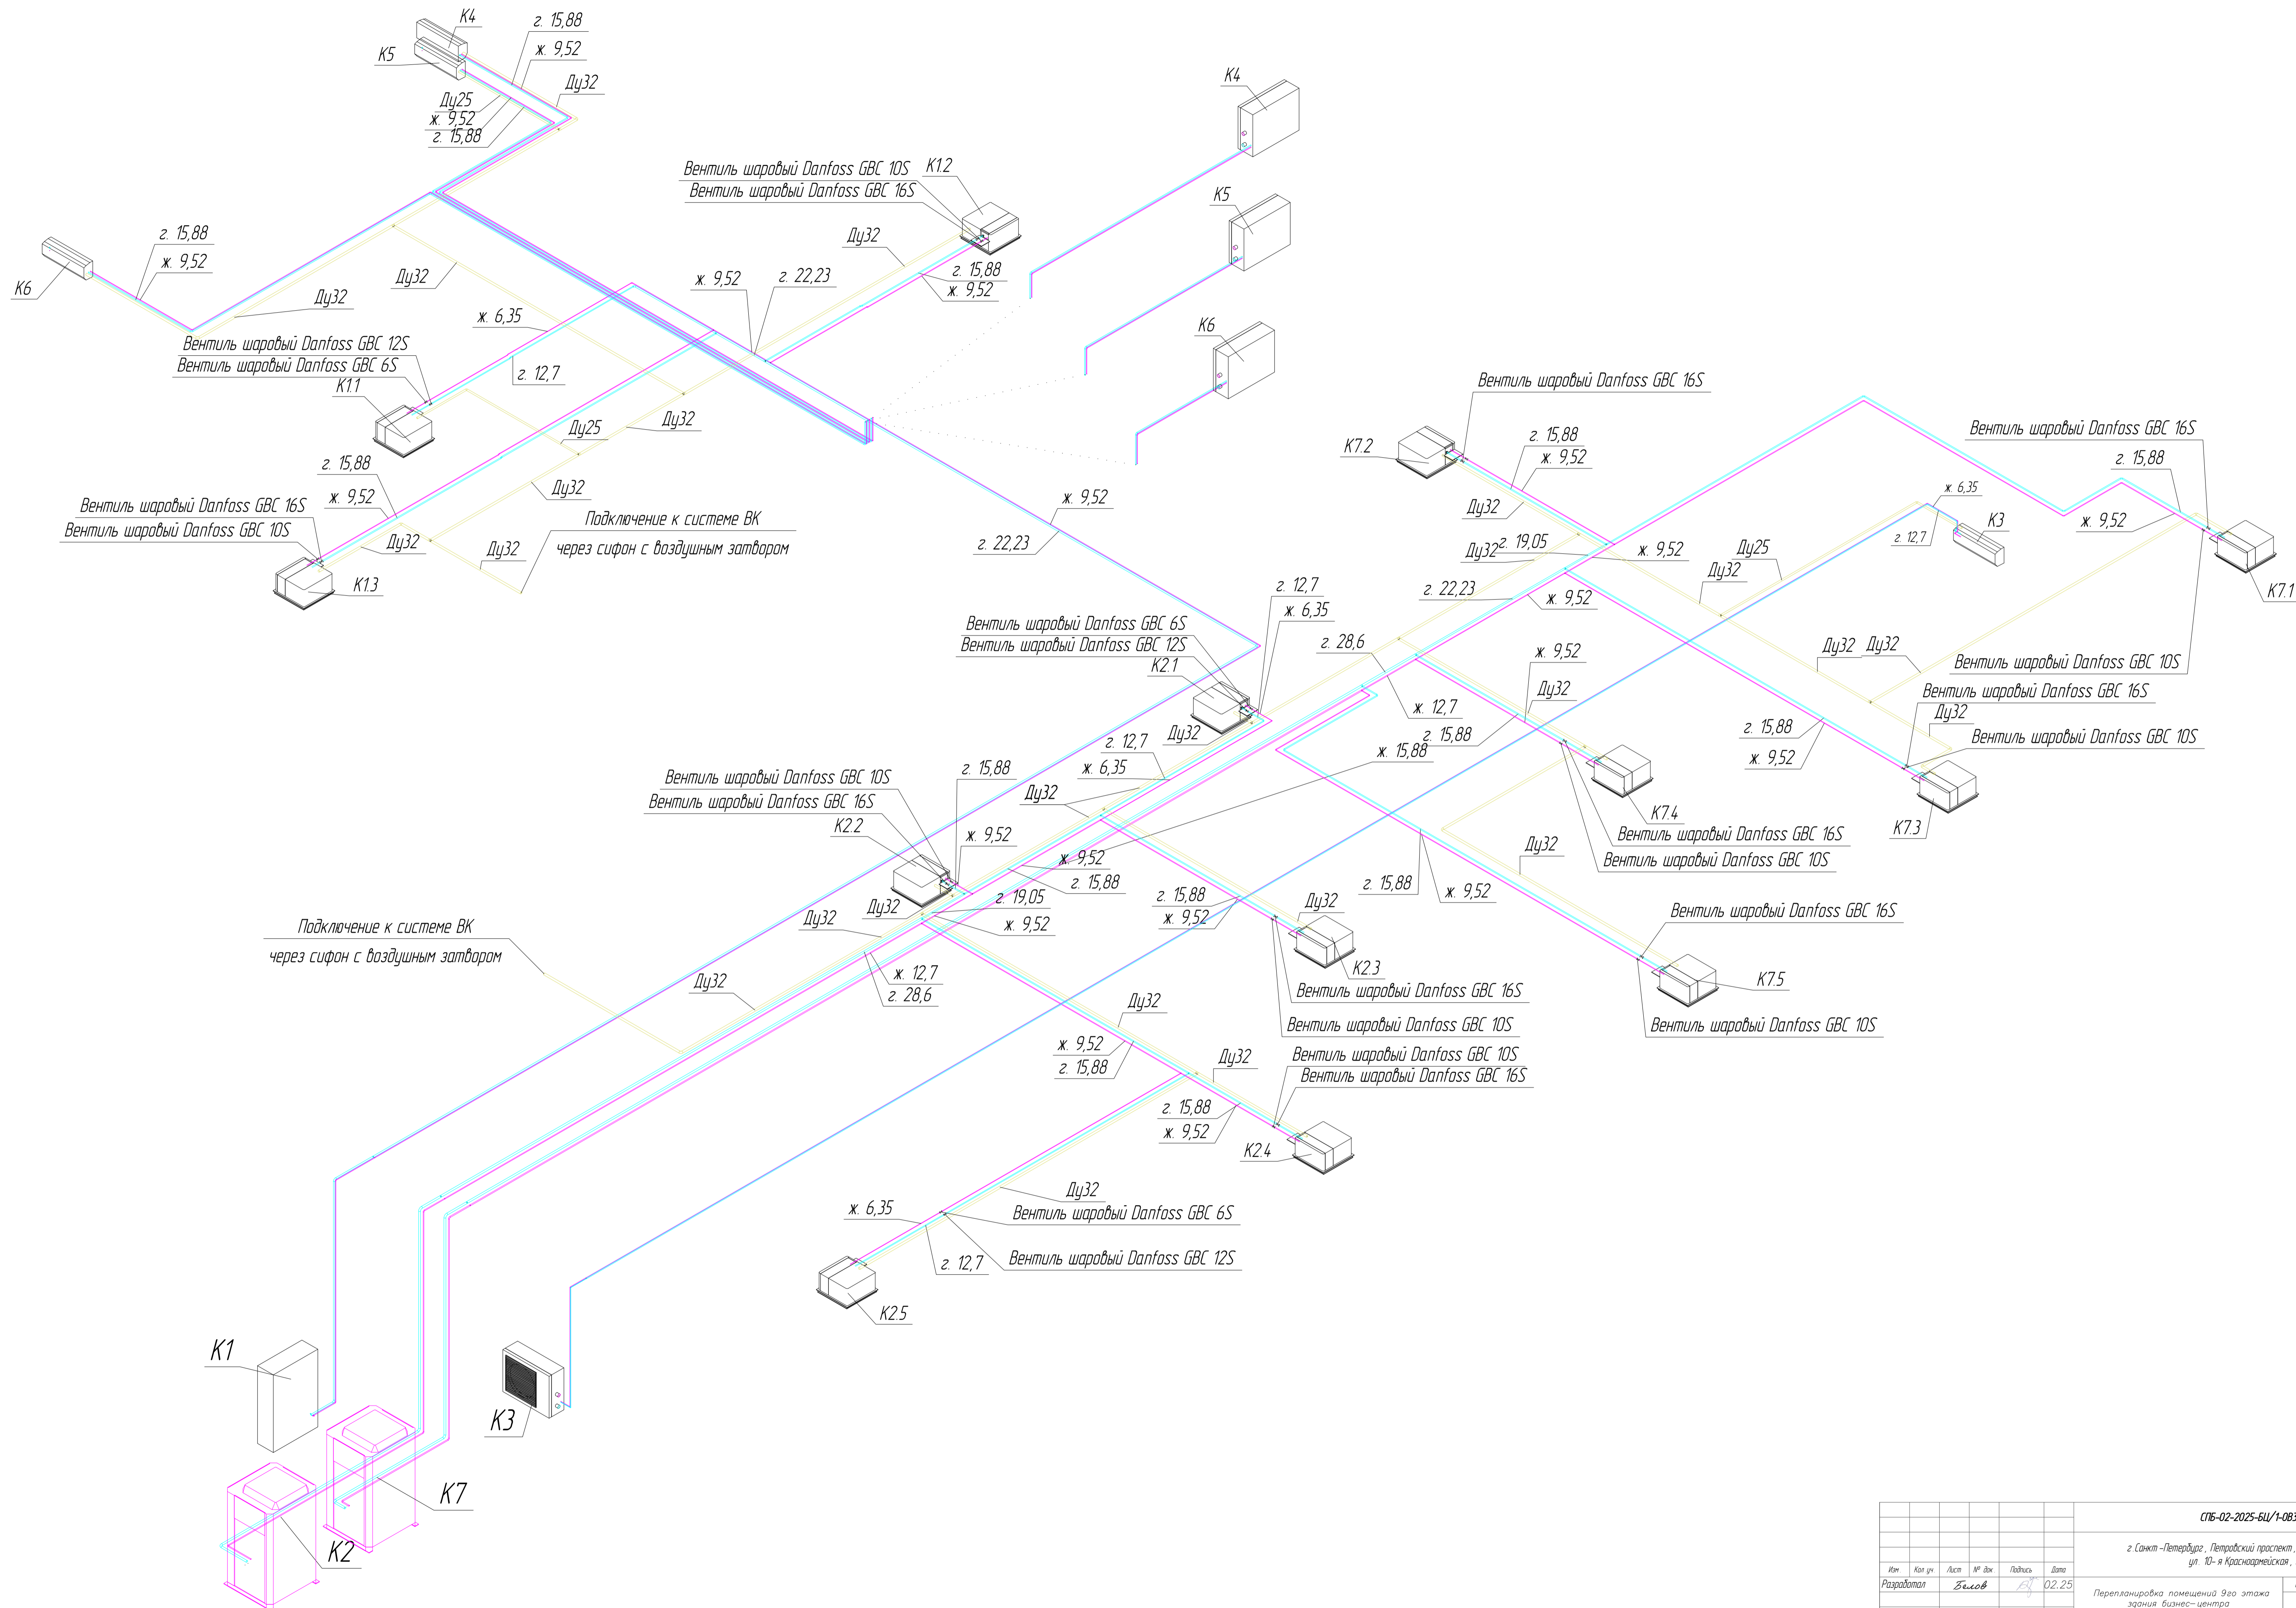 К4
г. 15,88
ж. 9,52
К5
Ду25
Ду32
ж. 9,52
г. 15,88
К4
Вентиль шаровый Danfoss GBC 10S
К1.2
Вентиль шаровый Danfoss GBC 16S
К5
г. 15,88
ж. 9,52
К6
Ду32
Ду32
Ду32
ж. 9,52
г. 22,23
г. 15,88
ж. 9,52
К6
ж. 6,35
Вентиль шаровый Danfoss GBC 12S
Вентиль шаровый Danfoss GBC 6S
К1.1
г. 12,7
Ду25
Ду32
г. 15,88
ж. 9,52
Ду32
Вентиль шаровый Danfoss GBC 16S
Вентиль шаровый Danfoss GBC 10S
Ду32
Ду32
К1.3
Подключение к системе ВК
через сифон с воздушным затвором
ж. 9,52
г. 22,23
Вентиль шаровый Danfoss GBC 16S
К7.2
г. 15,88
ж. 9,52
Ду32
Вентиль шаровый Danfoss GBC 16S
г. 15,88
ж. 6,35
ж. 9,52
К3
г. 12,7
К7.1
Ду32
г. 19,05
ж. 9,52
Ду25
Ду32
г. 22,23
ж. 9,52
г. 12,7
ж. 6,35
Вентиль шаровый Danfoss GBC 6S
Вентиль шаровый Danfoss GBC 12S
К2.1
г. 28,6
ж. 9,52
Ду32
Ду32
Ду32
Вентиль шаровый Danfoss GBC 10S
Вентиль шаровый Danfoss GBC 16S
Ду32
Вентиль шаровый Danfoss GBC 10S
ж. 12,7
г. 15,88
ж. 15,88
г. 15,88
ж. 9,52
Ду32
г. 12,7
ж. 6,35
Ду32
Вентиль шаровый Danfoss GBC 10S
Вентиль шаровый Danfoss GBC 16S
К2.2
г. 15,88
ж. 9,52
К7.4
К7.3
Вентиль шаровый Danfoss GBC 16S
Вентиль шаровый Danfoss GBC 10S
Ду32
ж. 9,52
г. 15,88
г. 15,88
ж. 9,52
г. 15,88
ж. 9,52
Ду32
Ду32
Ду32
г. 19,05
ж. 9,52
Вентиль шаровый Danfoss GBC 16S
Подключение к системе ВК
через сифон с воздушным затвором
Ду32
ж. 12,7
г. 28,6
К2.3
К7.5
Вентиль шаровый Danfoss GBC 16S
Вентиль шаровый Danfoss GBC 10S
Вентиль шаровый Danfoss GBC 10S
Ду32
ж. 9,52
г. 15,88
Ду32
Вентиль шаровый Danfoss GBC 10S
Вентиль шаровый Danfoss GBC 16S
г. 15,88
ж. 9,52
К2.4
Ду32
ж. 6,35
Вентиль шаровый Danfoss GBC 6S
г. 12,7
Вентиль шаровый Danfoss GBC 12S
К2.5
К1
К3
К7
К2
СПБ-02-2025-БЦ/1-ОВ3
г.Санкт-Петербург, Петровский проспект,
ул. 10-я Красноармейская,
Изм Кол.уч Лист № док Подпись Дата
Разработал Белов 02.25
Перепланировка помещений 9го этажа
здания бизнес-центра